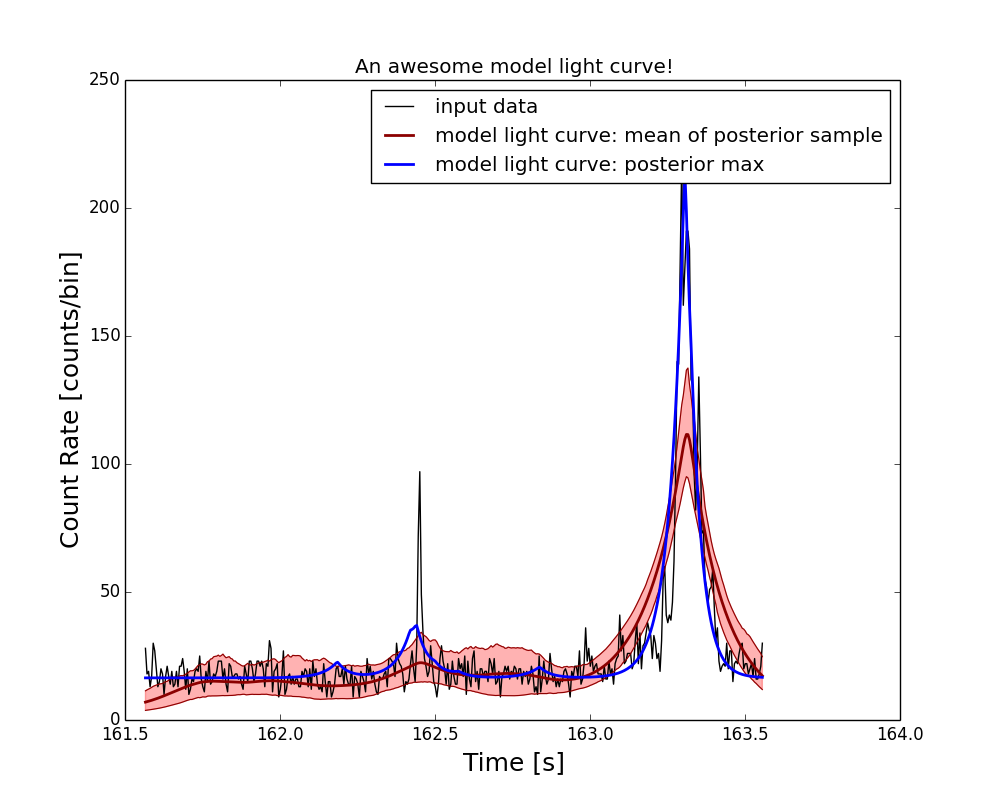 An awesome model light curve!
250
input data
model light curve: mean of posterior sample
model light curve: posterior max
200
150
100
50
0
Count Rate [counts/bin]
161.5 162.0 162.5 163.0 163.5 164.0
Time [s]